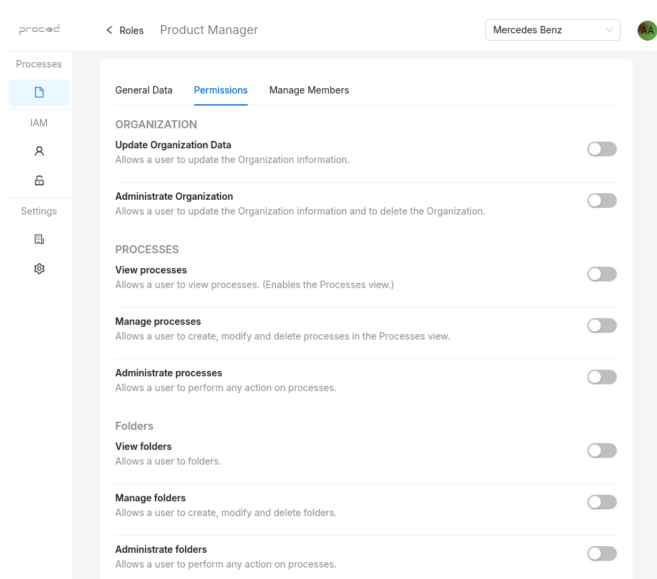 proced
Roles
Product Manager
Mercedes Benz
AA
Processes
General Data
Permissions
Manage Members
IAM
Settings
ORGANIZATION
Update Organization Data
Allows a user to update the Organization information.
Administrate Organization
Allows a user to update the Organization information and to delete the Organization.
PROCESSES
View processes
Allows a user to view processes. (Enables the Processes view.)
Manage processes
Allows a user to create, modify and delete processes in the Processes view.
Administrate processes
Allows a user to perform any action on processes.
Folders
View folders
Allows a user to folders.
Manage folders
Allows a user to create, modify and delete folders.
Administrate folders
Allows a user to perform any action on processes.